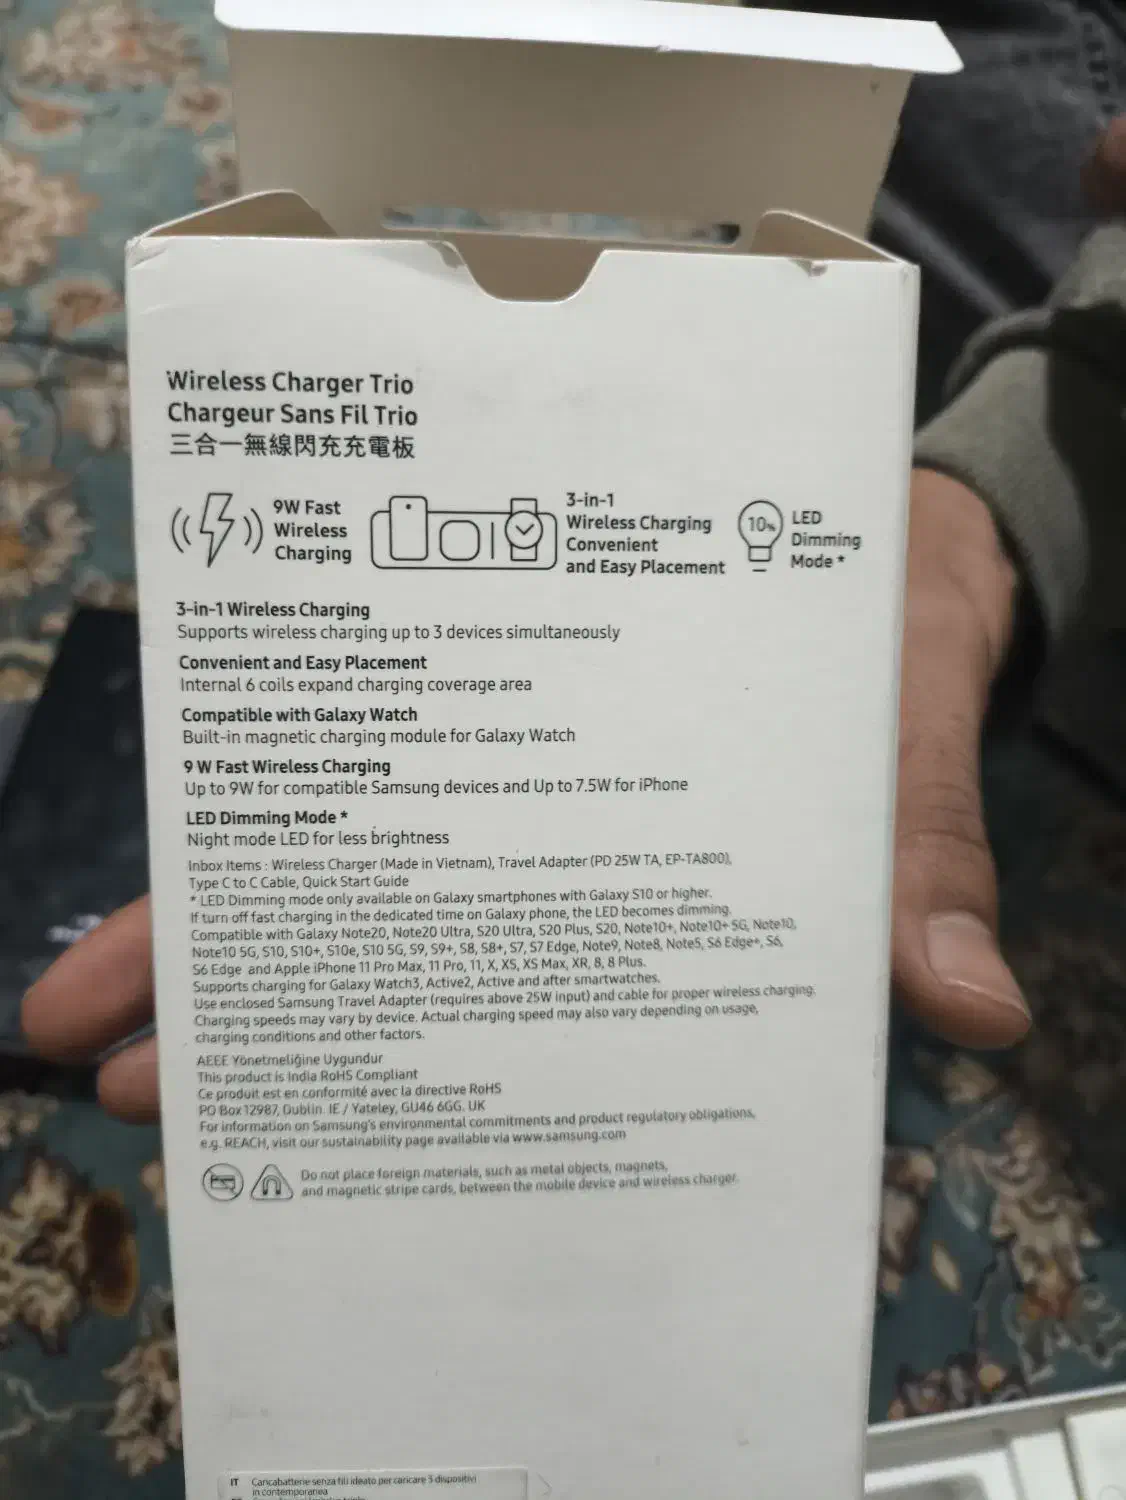 Wireless Charger Trio
Chargeur Sans Fil Trio
三合一無線閃充充電板
9W Fast
Wireless
Charging
3-in-1
Wireless Charging
Convenient
and Easy Placement
10%
LED
Dimming
Mode *
3-in-1 Wireless Charging
Supports wireless charging up to 3 devices simultaneously
Convenient and Easy Placement
Internal 6 coils expand charging coverage area
Compatible with Galaxy Watch
Built-in magnetic charging module for Galaxy Watch
9 W Fast Wireless Charging
Up to 9W for compatible Samsung devices and Up to 7.5W for iPhone
LED Dimming Mode *
Night mode LED for less brightness
Inbox Items : Wireless Charger (Made in Vietnam), Travel Adapter (PD 25W TA, EP-TA800),
Type C to C Cable, Quick Start Guide
* LED Dimming mode only available on Galaxy smartphones with Galaxy S10 or higher.
If turn off fast charging in the dedicated time on Galaxy phone, the LED becomes dimming.
Compatible with Galaxy Note20, Note20 Ultra, S20 Ultra, S20 Plus, S20, Note10+, Note10+ 5G, Note10,
Note10 5G, S10, S10+, S10e, S10 5G, S9, S9+, S8, S8+, S7, S7 Edge, Note9, Note8, Note5, S6 Edge+, S6,
S6 Edge and Apple iPhone 11 Pro Max, 11 Pro, 11, X, XS, XS Max, XR, 8, 8 Plus.
Supports charging for Galaxy Watch3, Active2, Active and after smartwatches.
Use enclosed Samsung Travel Adapter (requires above 25W input) and cable for proper wireless charging.
Charging speeds may vary by device. Actual charging speed may also vary depending on usage,
charging conditions and other factors.
AEEE Yönetmeliğine Uygundur
This product is India RoHS Compliant
Ce produit est en conformité avec la directive RoHS
PO Box 12987, Dublin. IE / Yateley, GU46 6GG. UK
For information on Samsung's environmental commitments and product regulatory obligations,
e.g. REACH, visit our sustainability page available via www.samsung.com
Do not place foreign materials, such as metal objects, magnets,
and magnetic stripe cards, between the mobile device and wireless charger.
IT Caricabatterie senza fili ideato per caricare 3 dispositivi
in contemporanea